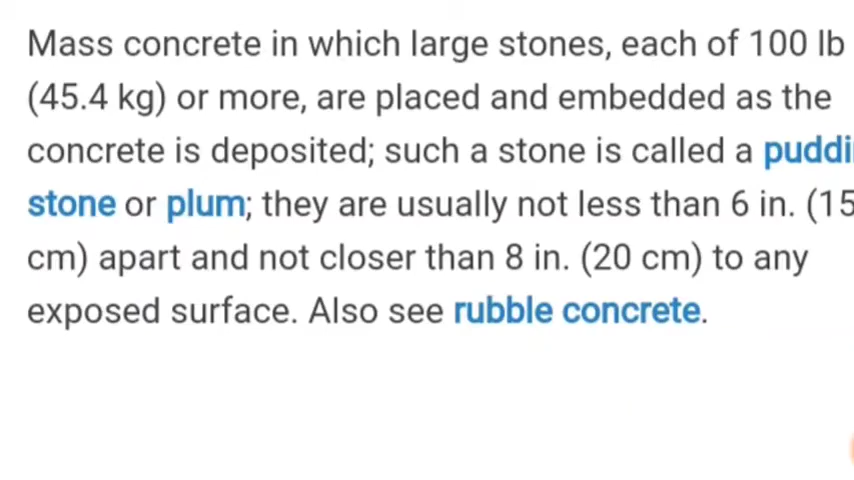 Mass concrete in which large stones, each of 100 lb
(45.4 kg) or more, are placed and embedded as the
concrete is deposited; such a stone is called a
stone or plum; they are usually not less than 6 in. (15
cm) apart and not closer than 8 in. (20 cm) to any
exposed surface. Also see rubble concrete.